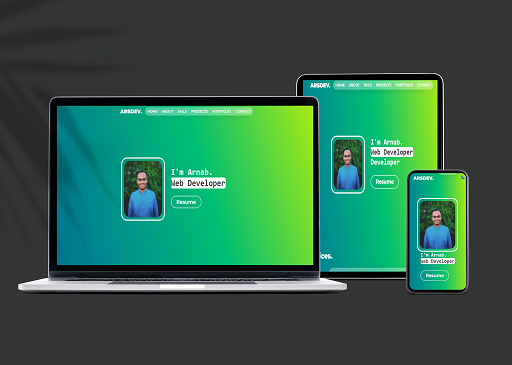 ARSDEV. HOME ABOUT SKILS PROJECTS PORTFOLIO CONTACT
I'm Arnab.
Web Developer
Resume
ARSDEV. HOME ABOUT SKILS PROJECTS PORTFOLIO CONTACT
I'm Arnab.
Web Developer
Developer
Resume
ces.
ARSDEV.
I'm Arnab.
Web Developer
Resume